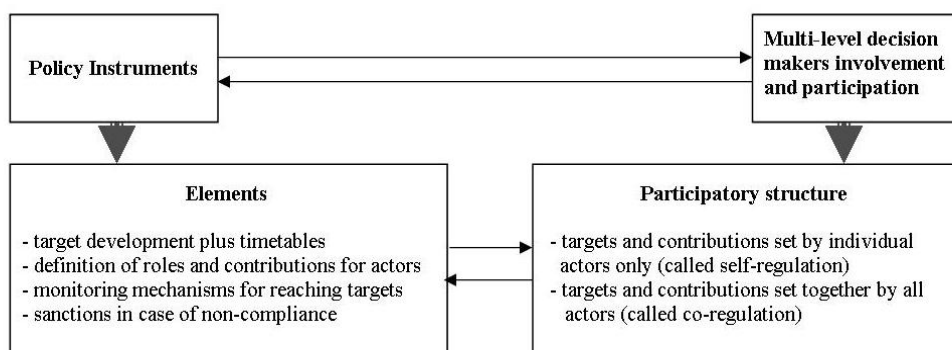 Policy Instruments
Multi-level decision
makers involvement
and participation
Elements
- target development plus timetables
- definition of roles and contributions for actors
- monitoring mechanisms for reaching targets
- sanctions in case of non-compliance
Participatory structure
- targets and contributions set by individual
actors only (called self-regulation)
- targets and contributions set together by all
actors (called co-regulation)